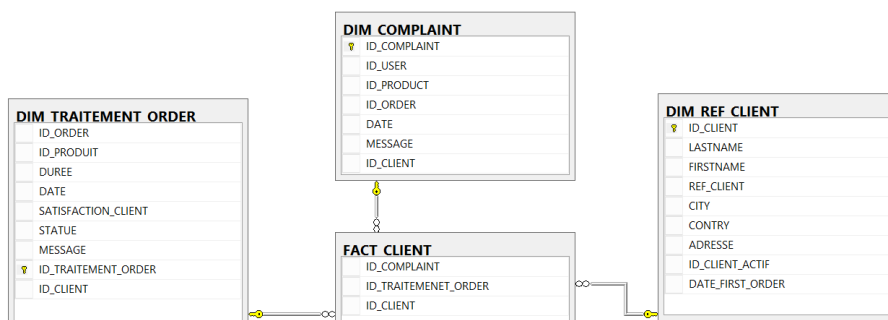 DIM COMPLAINT
ID_COMPLAINT
ID_USER
ID_PRODUCT
ID_ORDER
DATE
MESSAGE
ID_CLIENT
DIM TRAITEMENT ORDER
ID_ORDER
ID_PRODUIT
DUREE
DATE
SATISFACTION_CLIENT
STATUE
MESSAGE
ID_TRAITEMENT_ORDER
ID_CLIENT
DIM REF CLIENT
ID_CLIENT
LASTNAME
FIRSTNAME
REF_CLIENT
CITY
CONTRY
ADRESSE
ID_CLIENT_ACTIF
DATE_FIRST_ORDER
FACT CLIENT
ID_COMPLAINT
ID_TRAITEMENET_ORDER
ID_CLIENT